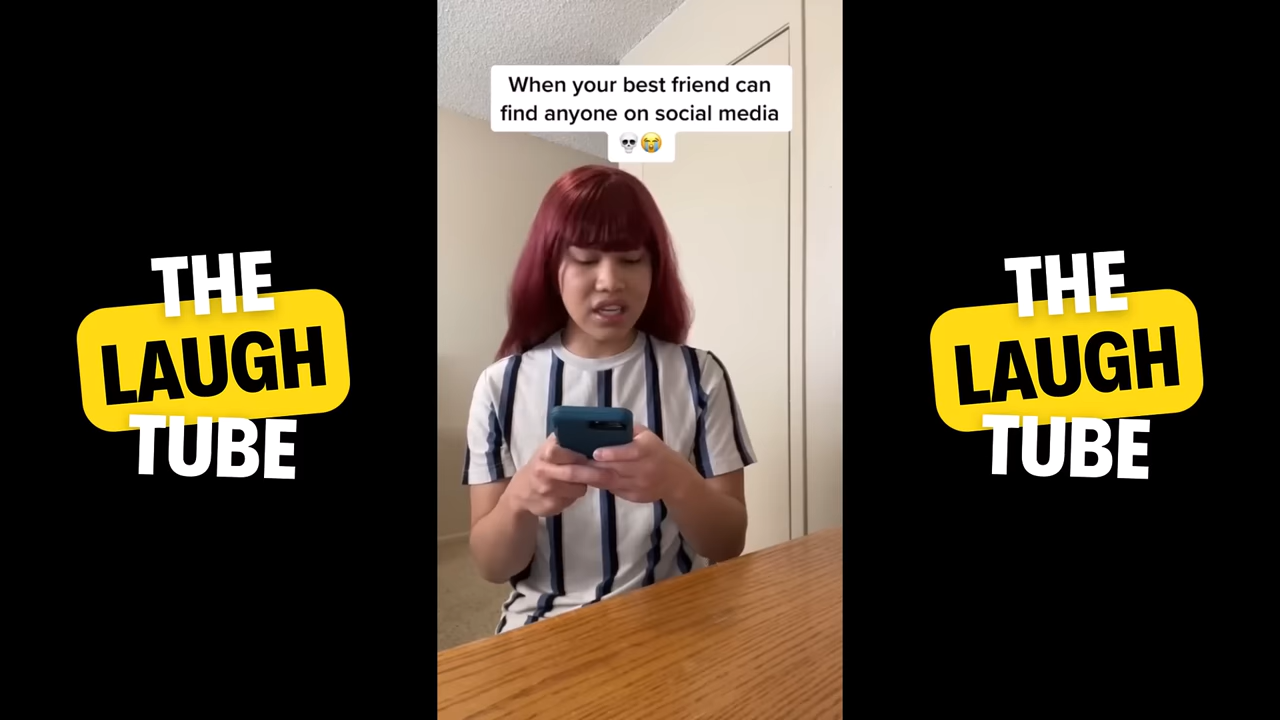 When your best friend can
find anyone on social media
💀😭
THE
LAUGH
TUBE
THE
LAUGH
TUBE